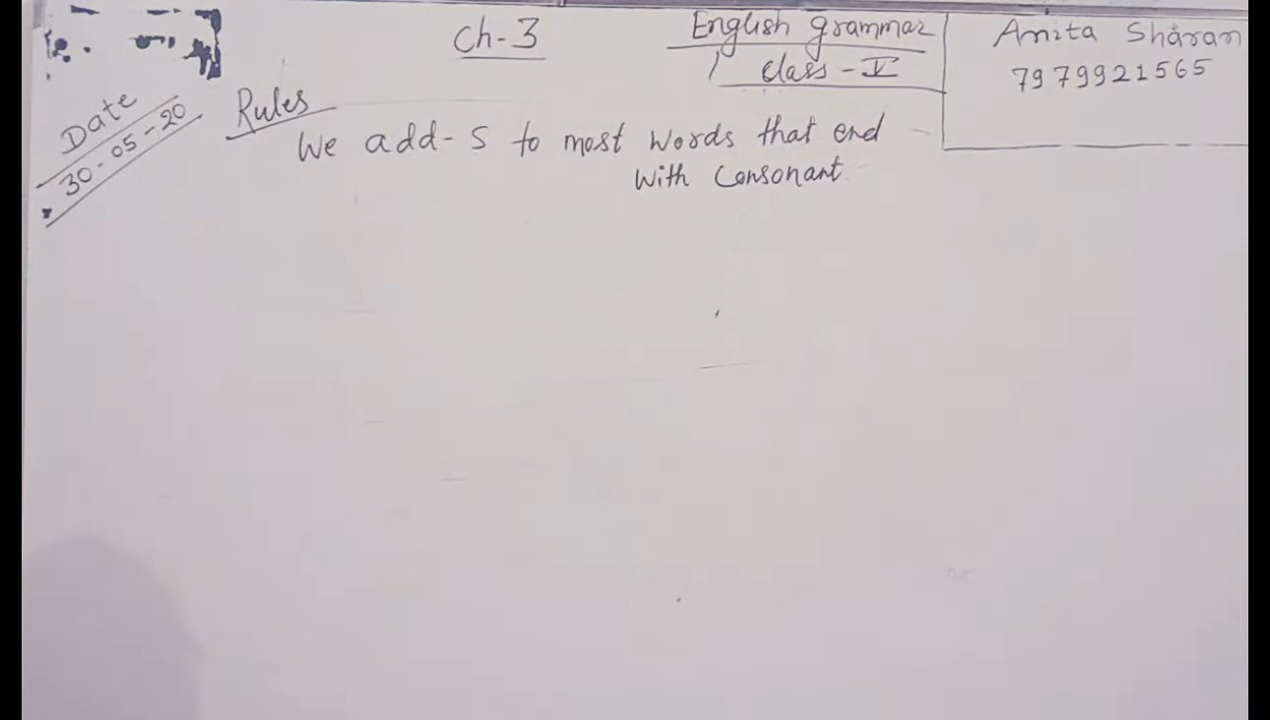 Ch-3
English grammar
Class - V
Anita Sharan
7979921565
Date
30-05-20
Rules
We add-S to most words that end
with Consonant